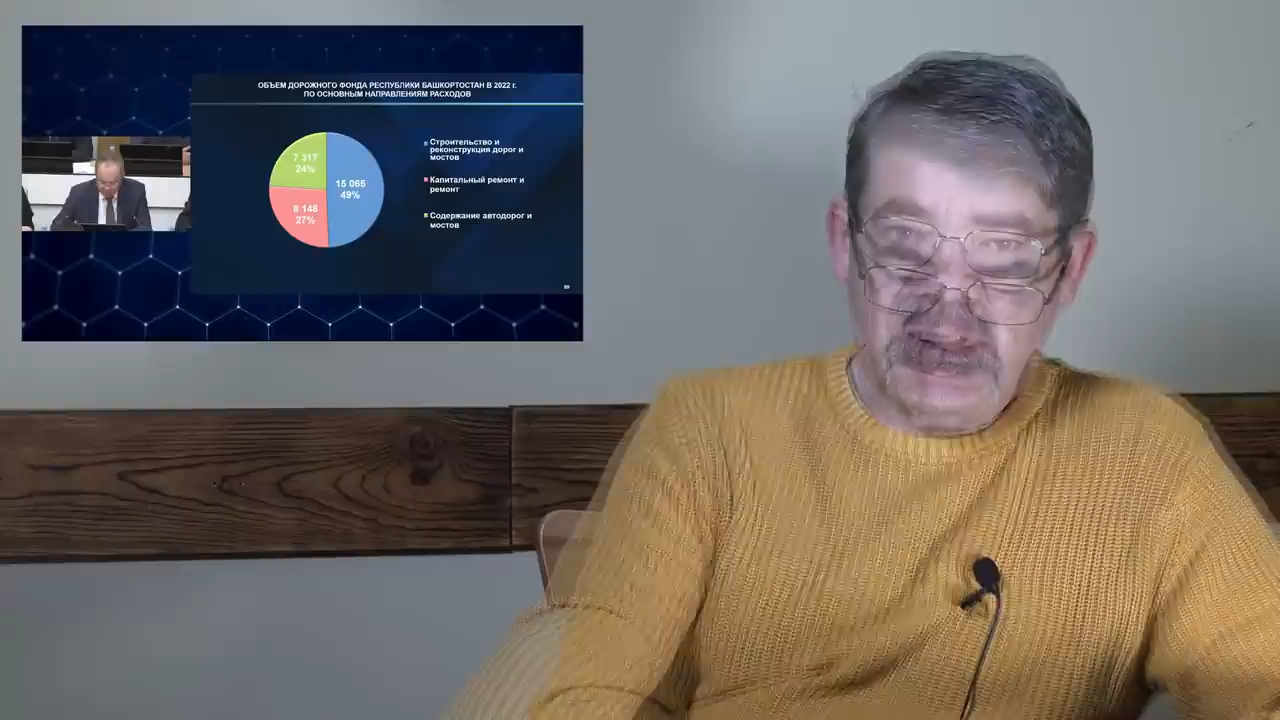 ОБЪЕМ ДОРОЖНОГО ФОНДА РЕСПУБЛИКИ БАШКОРТОСТАН В 2022 г.
ПО ОСНОВНЫМ НАПРАВЛЕНИЯМ РАСХОДОВ
7 317
24%
15 065
49%
8 148
27%
Строительство и
реконструкция дорог и
мостов
Капитальный ремонт и
ремонт
Содержание автодорог и
мостов